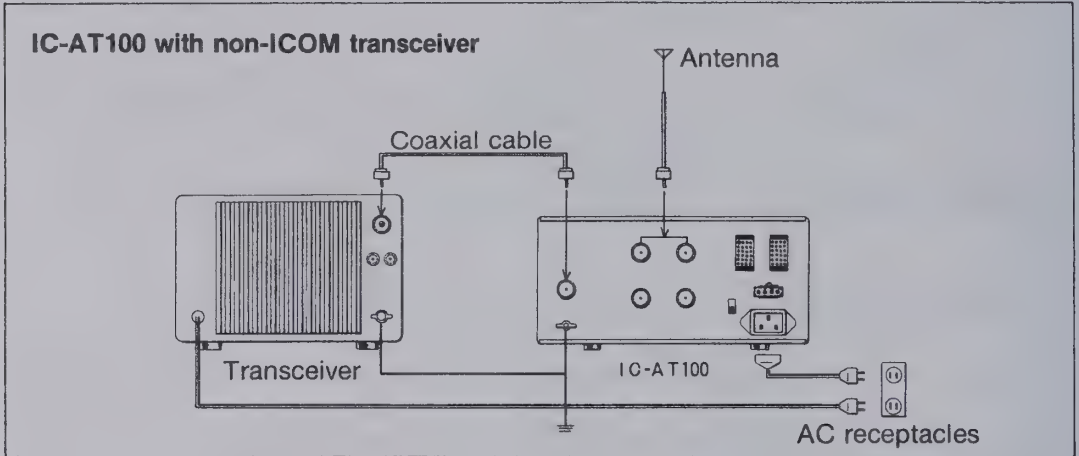 IC-AT100 with non-ICOM transceiver
Antenna
Coaxial cable
Transceiver
IC-AT100
AC receptacles